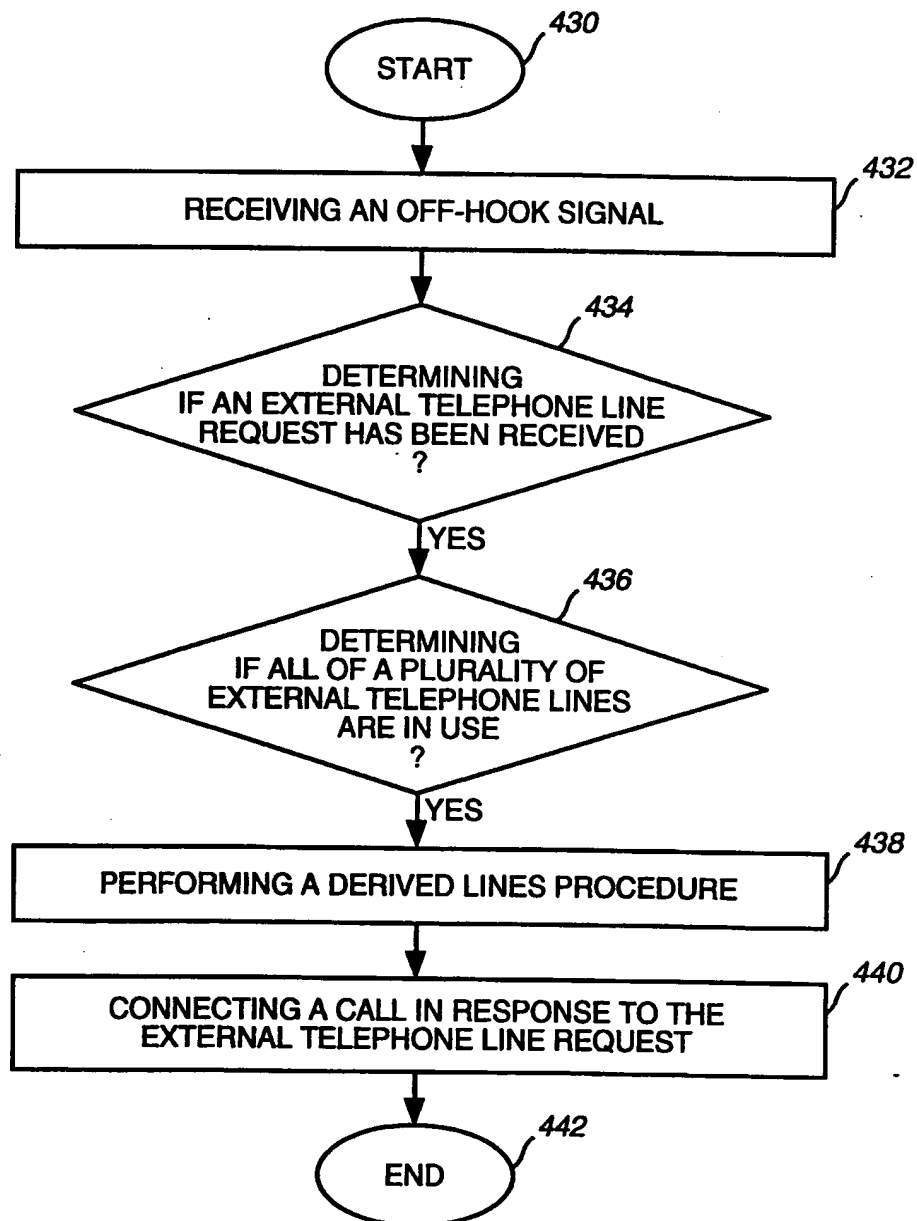 430
START
432
RECEIVING AN OFF-HOOK SIGNAL
434
DETERMINING
IF AN EXTERNAL TELEPHONE LINE
REQUEST HAS BEEN RECEIVED
?
YES
436
DETERMINING
IF ALL OF A PLURALITY OF
EXTERNAL TELEPHONE LINES
ARE IN USE
?
YES
438
PERFORMING A DERIVED LINES PROCEDURE
440
CONNECTING A CALL IN RESPONSE TO THE
EXTERNAL TELEPHONE LINE REQUEST
442
END